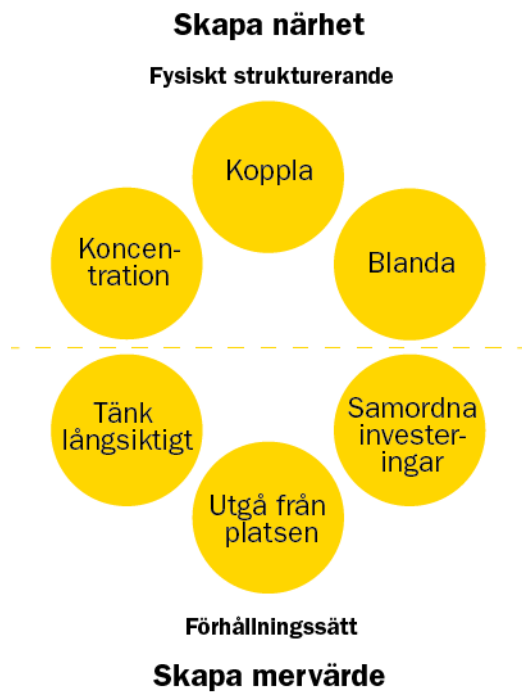 Skapa närhet
Fysiskt strukturerande
Koppla
Koncen-
tration
Blanda
Tänk
långsiktigt
Samordna
invester-
ingar
Utgå från
platsen
Förhållningssätt
Skapa mervärde